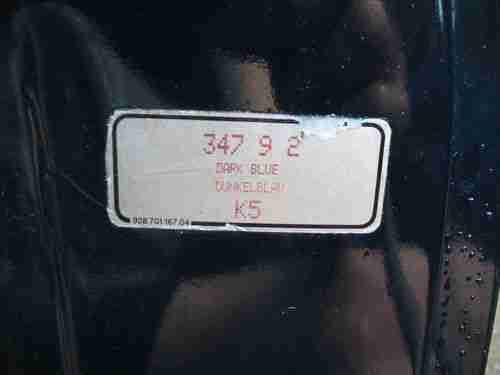 347 9 2
DARK BLUE
DUNKELBLAU
K5
928.701.167.04